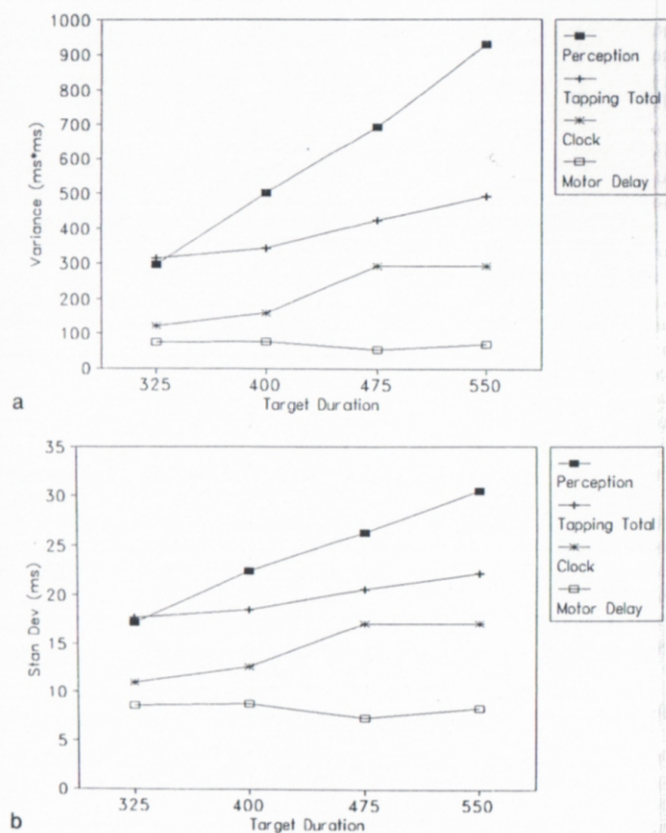 1000
900
800
700
600
500
400
300
200
100
0
Variance (ms*ms)
325 400 475 550
Target Duration
Perception
Tapping Total
Clock
Motor Delay
a
35
30
25
20
15
10
5
0
Stan Dev (ms)
325 400 475 550
Target Duration
Perception
Tapping Total
Clock
Motor Delay
b